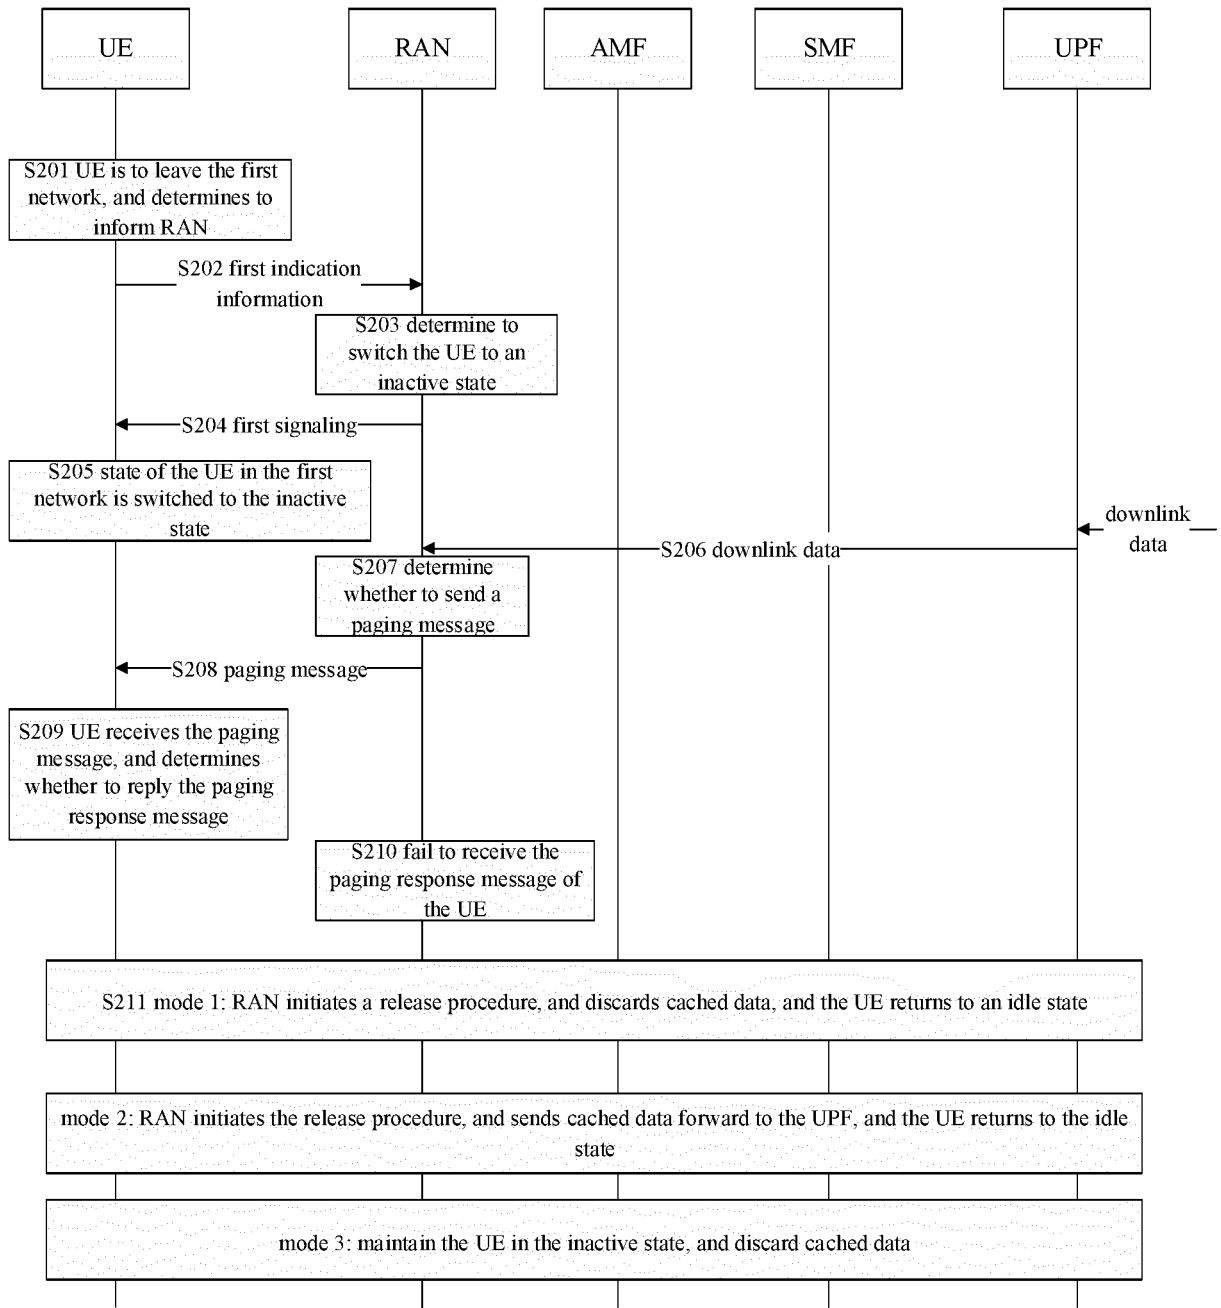 UE
RAN
AMF
SMF
UPF
S201 UE is to leave the first
network, and determines to
inform RAN
S202 first indication
information
S203 determine to
switch the UE to an
inactive state
S204 first signaling
S205 state of the UE in the first
network is switched to the inactive
state
downlink
data
S206 downlink data
S207 determine
whether to send a
paging message
S208 paging message
S209 UE receives the paging
message, and determines
whether to reply the paging
response message
S210 fail to receive the
paging response message of
the UE
S211 mode 1: RAN initiates a release procedure, and discards cached data, and the UE returns to an idle state
mode 2: RAN initiates the release procedure, and sends cached data forward to the UPF, and the UE returns to the idle
state
mode 3: maintain the UE in the inactive state, and discard cached data